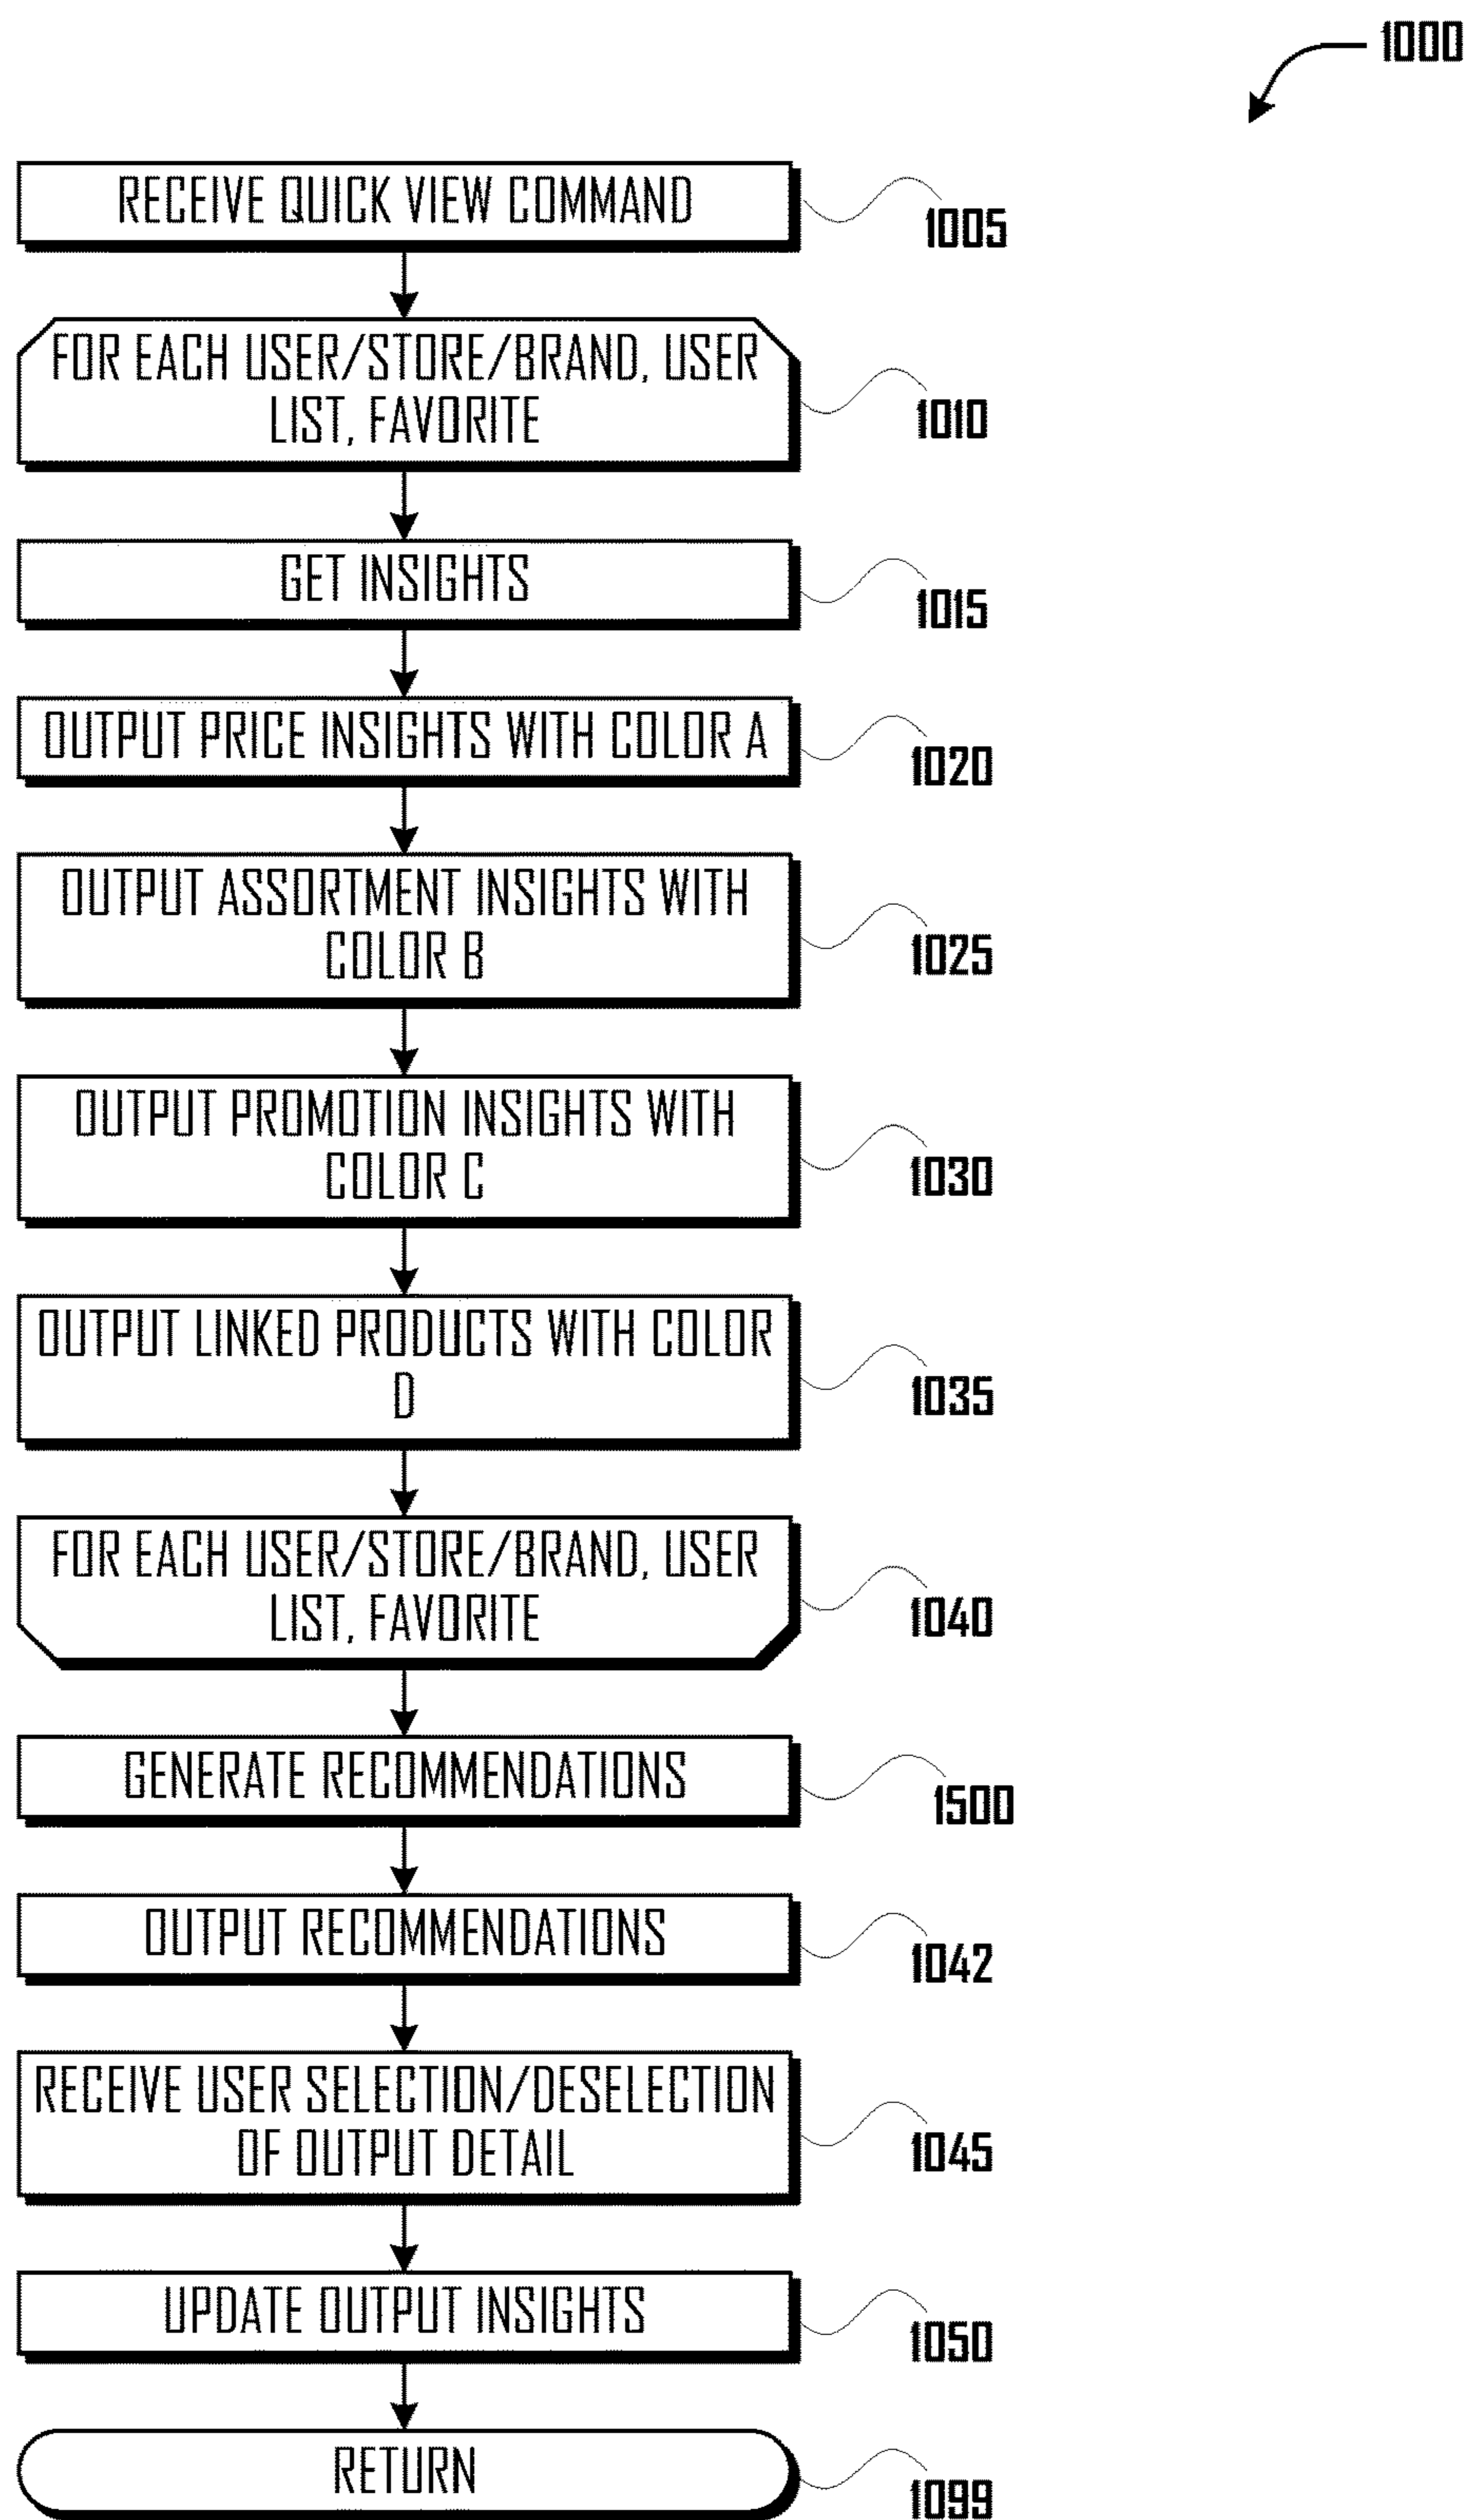 1000
RECEIVE QUICK VIEW COMMAND
1005
FOR EACH USER/STORE/BRAND, USER
LIST, FAVORITE
1010
GET INSIGHTS
1015
OUTPUT PRICE INSIGHTS WITH COLOR A
1020
OUTPUT ASSORTMENT INSIGHTS WITH
COLOR B
1025
OUTPUT PROMOTION INSIGHTS WITH
COLOR C
1030
OUTPUT LINKED PRODUCTS WITH COLOR
D
1035
FOR EACH USER/STORE/BRAND, USER
LIST, FAVORITE
1040
GENERATE RECOMMENDATIONS
1500
OUTPUT RECOMMENDATIONS
1042
RECEIVE USER SELECTION/DESELECTION
OF OUTPUT DETAIL
1045
UPDATE OUTPUT INSIGHTS
1050
RETURN
1099